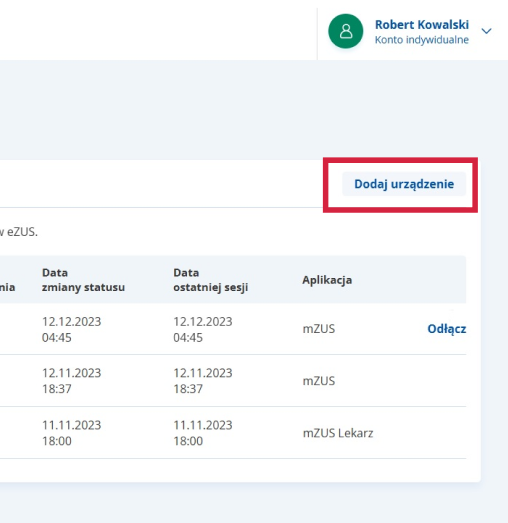 Robert Kowalski
Konto indywidualne
Dodaj urządzenie
w eZUS.
Data Data
nia zmiany statusu ostatniej sesji Aplikacja
12.12.2023 12.12.2023
04:45 04:45
mZUS Odłącz
12.11.2023 12.11.2023
18:37 18:37
mZUS
11.11.2023 11.11.2023
18:00 18:00
mZUS Lekarz